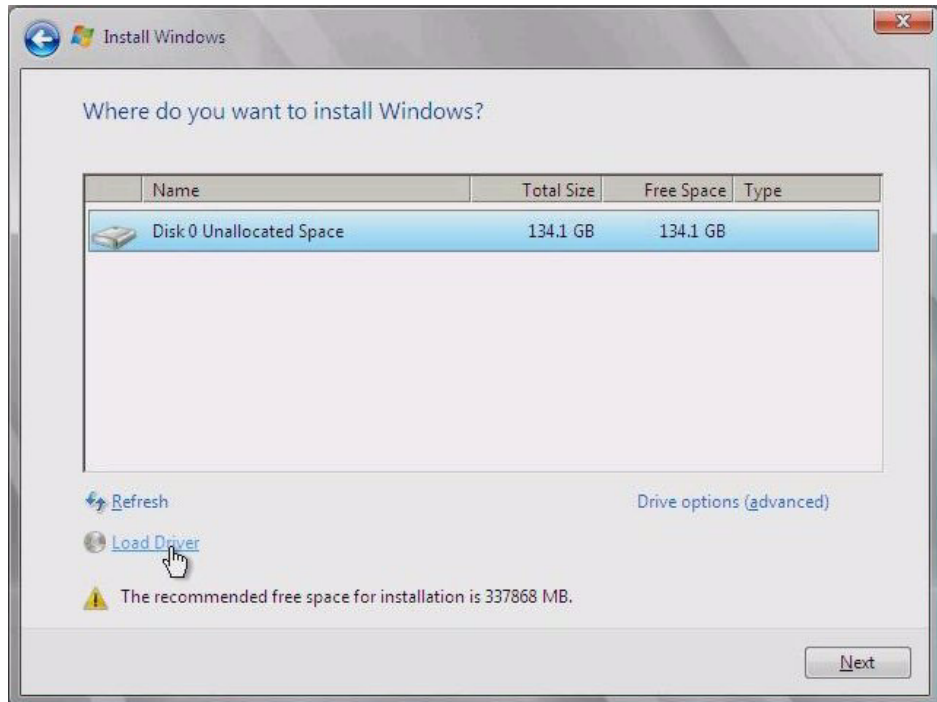 Install Windows
Where do you want to install Windows?
Name Total Size Free Space Type
Disk 0 Unallocated Space 134.1 GB 134.1 GB
Refresh Drive options (advanced)
Load Driver
The recommended free space for installation is 337868 MB.
Next